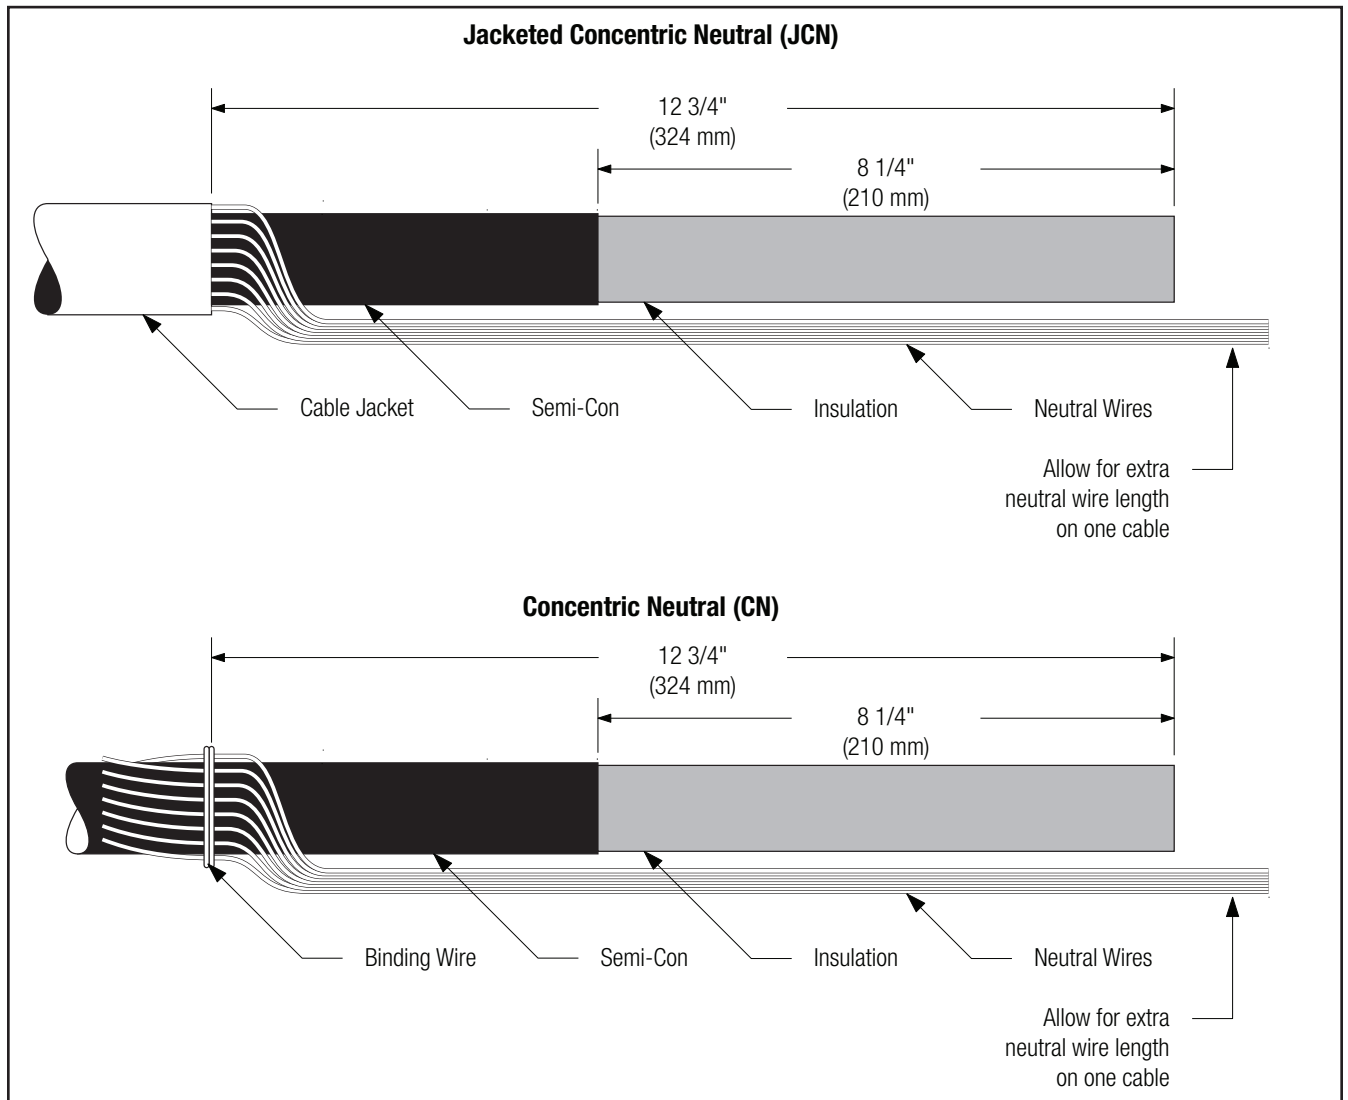 Jacketed Concentric Neutral (JCN)
12 3/4"
(324 mm)
8 1/4"
(210 mm)
Cable Jacket
Semi-Con
Insulation
Neutral Wires
Allow for extra
neutral wire length
on one cable
Concentric Neutral (CN)
12 3/4"
(324 mm)
8 1/4"
(210 mm)
Binding Wire
Semi-Con
Insulation
Neutral Wires
Allow for extra
neutral wire length
on one cable